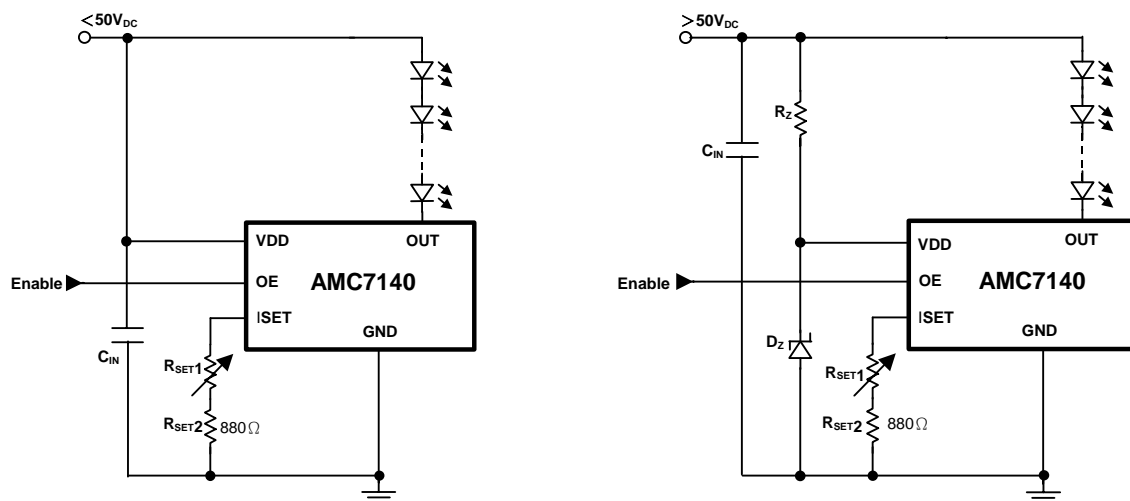 <50VDC
VDD
OUT
Enable
OE
AMC7140
ISET
GND
CIN
RSET1
RSET2 880Ω
>50VDC
RZ
CIN
VDD
OUT
Enable
OE
AMC7140
ISET
GND
DZ
RSET1
RSET2 880Ω